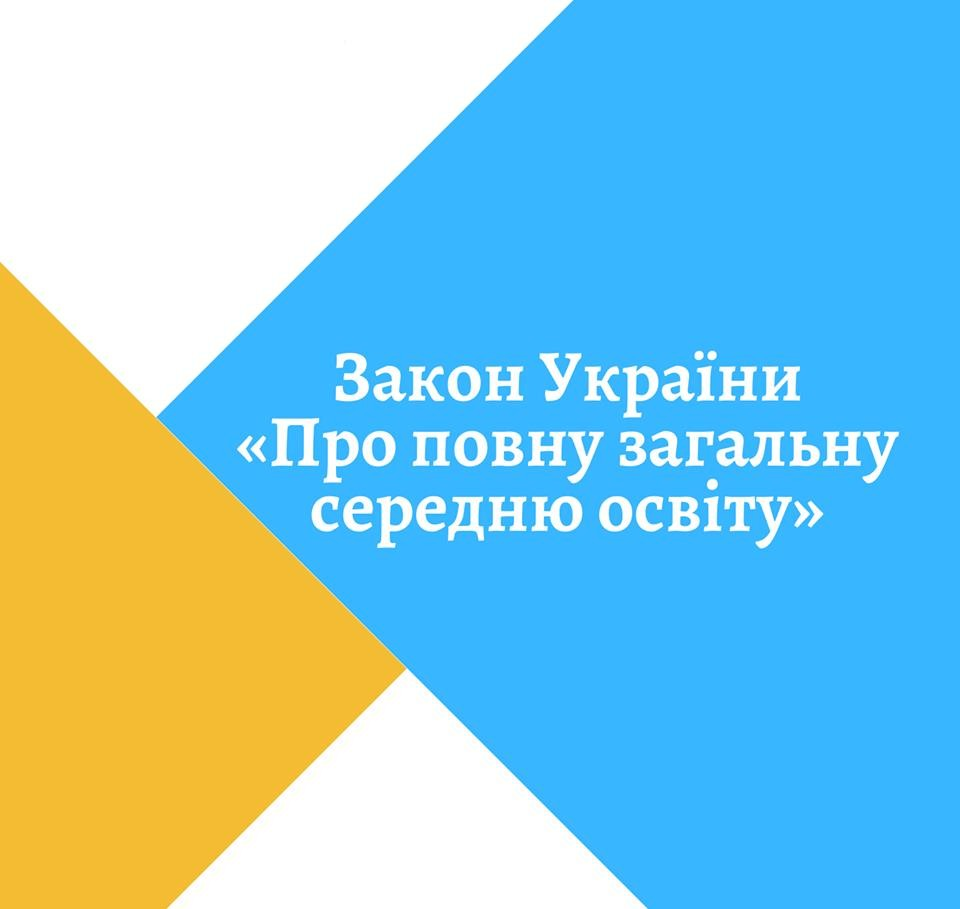 Закон України
«Про повну загальну
середню освіту»